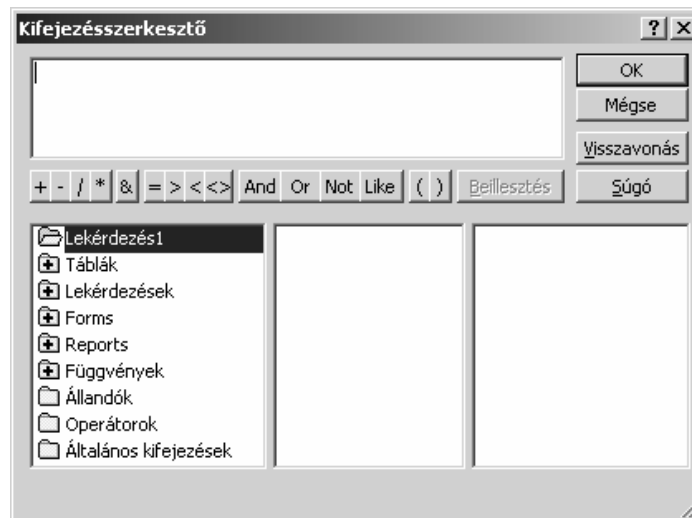 Kifejezésszerkesztő
OK
Mégse
Visszavonás
+ - / * & = > < <> And Or Not Like ( ) Beillesztés Súgó
Lekérdezés1
Táblák
Lekérdezések
Forms
Reports
Függvények
Állandók
Operátorok
Általános kifejezések